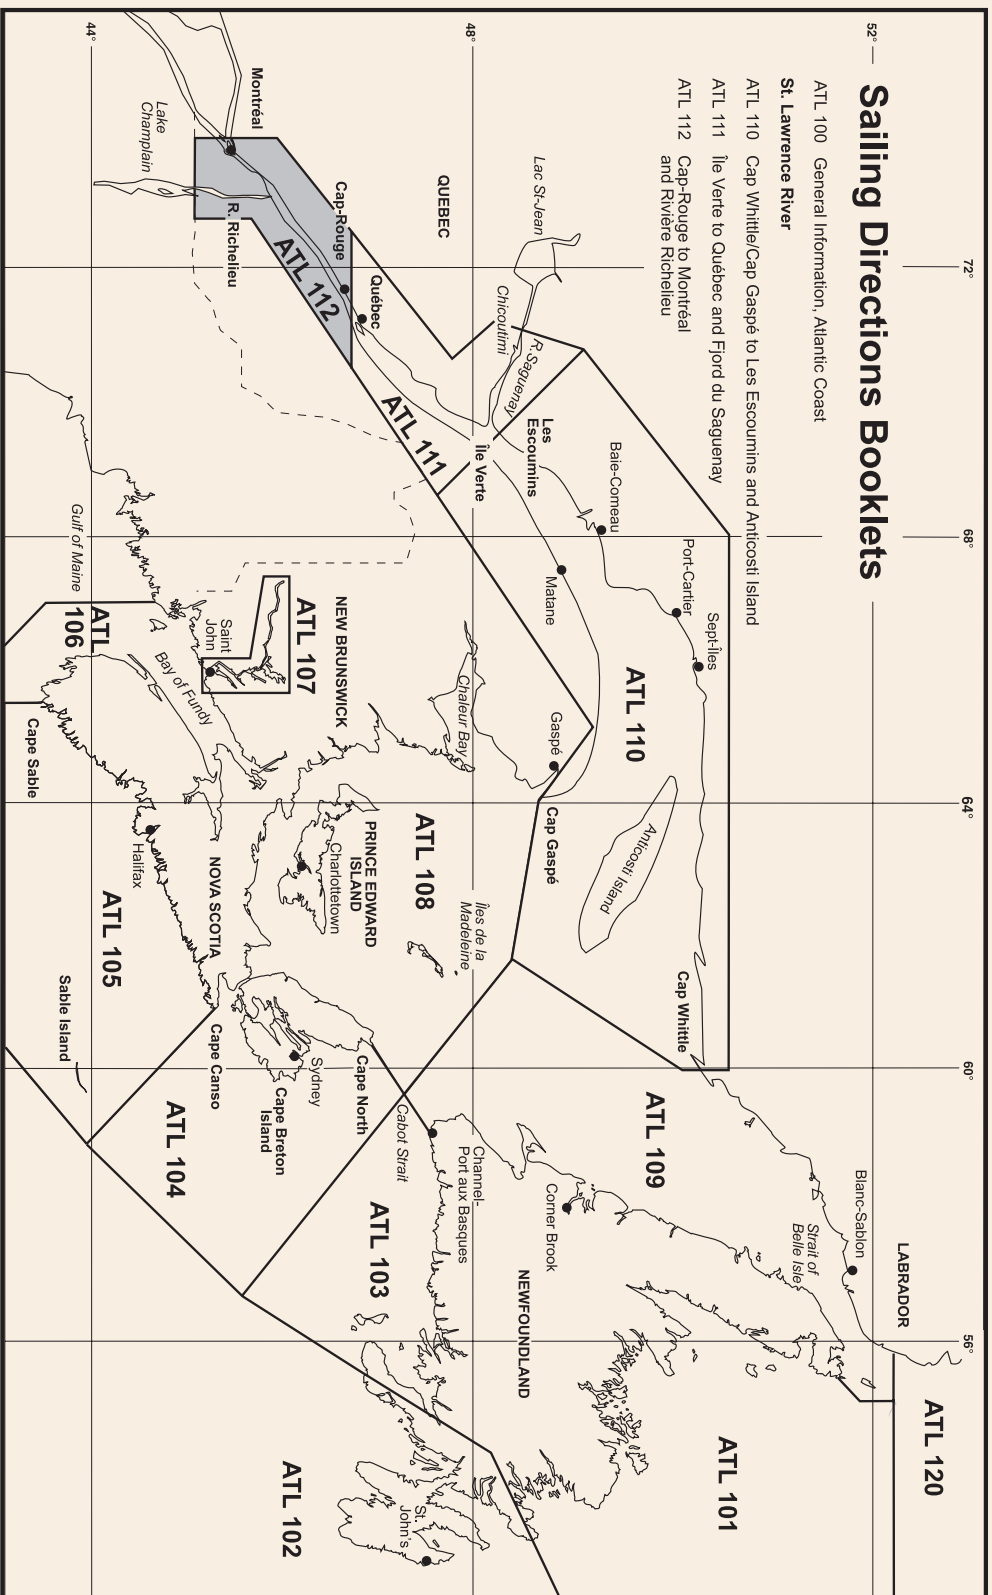 Sailing Directions Booklets
ATL 100 General Information, Atlantic Coast
St. Lawrence River
ATL 110 Cap Whittle/Cap Gaspé to Les Escoumins and Anticosti Island
ATL 111 Île Verte to Québec and Fjord du Saguenay
ATL 112 Cap-Rouge to Montréal
and Rivière Richelieu
72°
68°
64°
60°
56°
52°
48°
44°
LABRADOR
ATL 120
Blanc-Sablon
Strait of
Belle Isle
ATL 101
Sept-Îles
Port-Cartier
Baie-Comeau
Cap Whittle
ATL 109
ATL 110
Anticosti Island
Lac St-Jean
Chicoutimi
R. Saguenay
Les
Escoumins
Matane
Gaspé
Cap Gaspé
Corner Brook
NEWFOUNDLAND
QUEBEC
Île Verte
Chaleur Bay
Îles de la
Madeleine
Channel-
Port aux Basques
Cabot Strait
ATL 103
St.
John's
ATL 102
Cap-Rouge
Québec
ATL 111
ATL 108
PRINCE EDWARD
ISLAND
Charlottetown
Cape North
Sydney
Cape Breton
Island
Montréal
R. Richelieu
ATL 112
NEW BRUNSWICK
ATL 107
Saint
John
Bay of Fundy
NOVA SCOTIA
Cape Canso
ATL 104
Lake
Champlain
Gulf of Maine
ATL
106
Cape Sable
Halifax
ATL 105
Sable Island